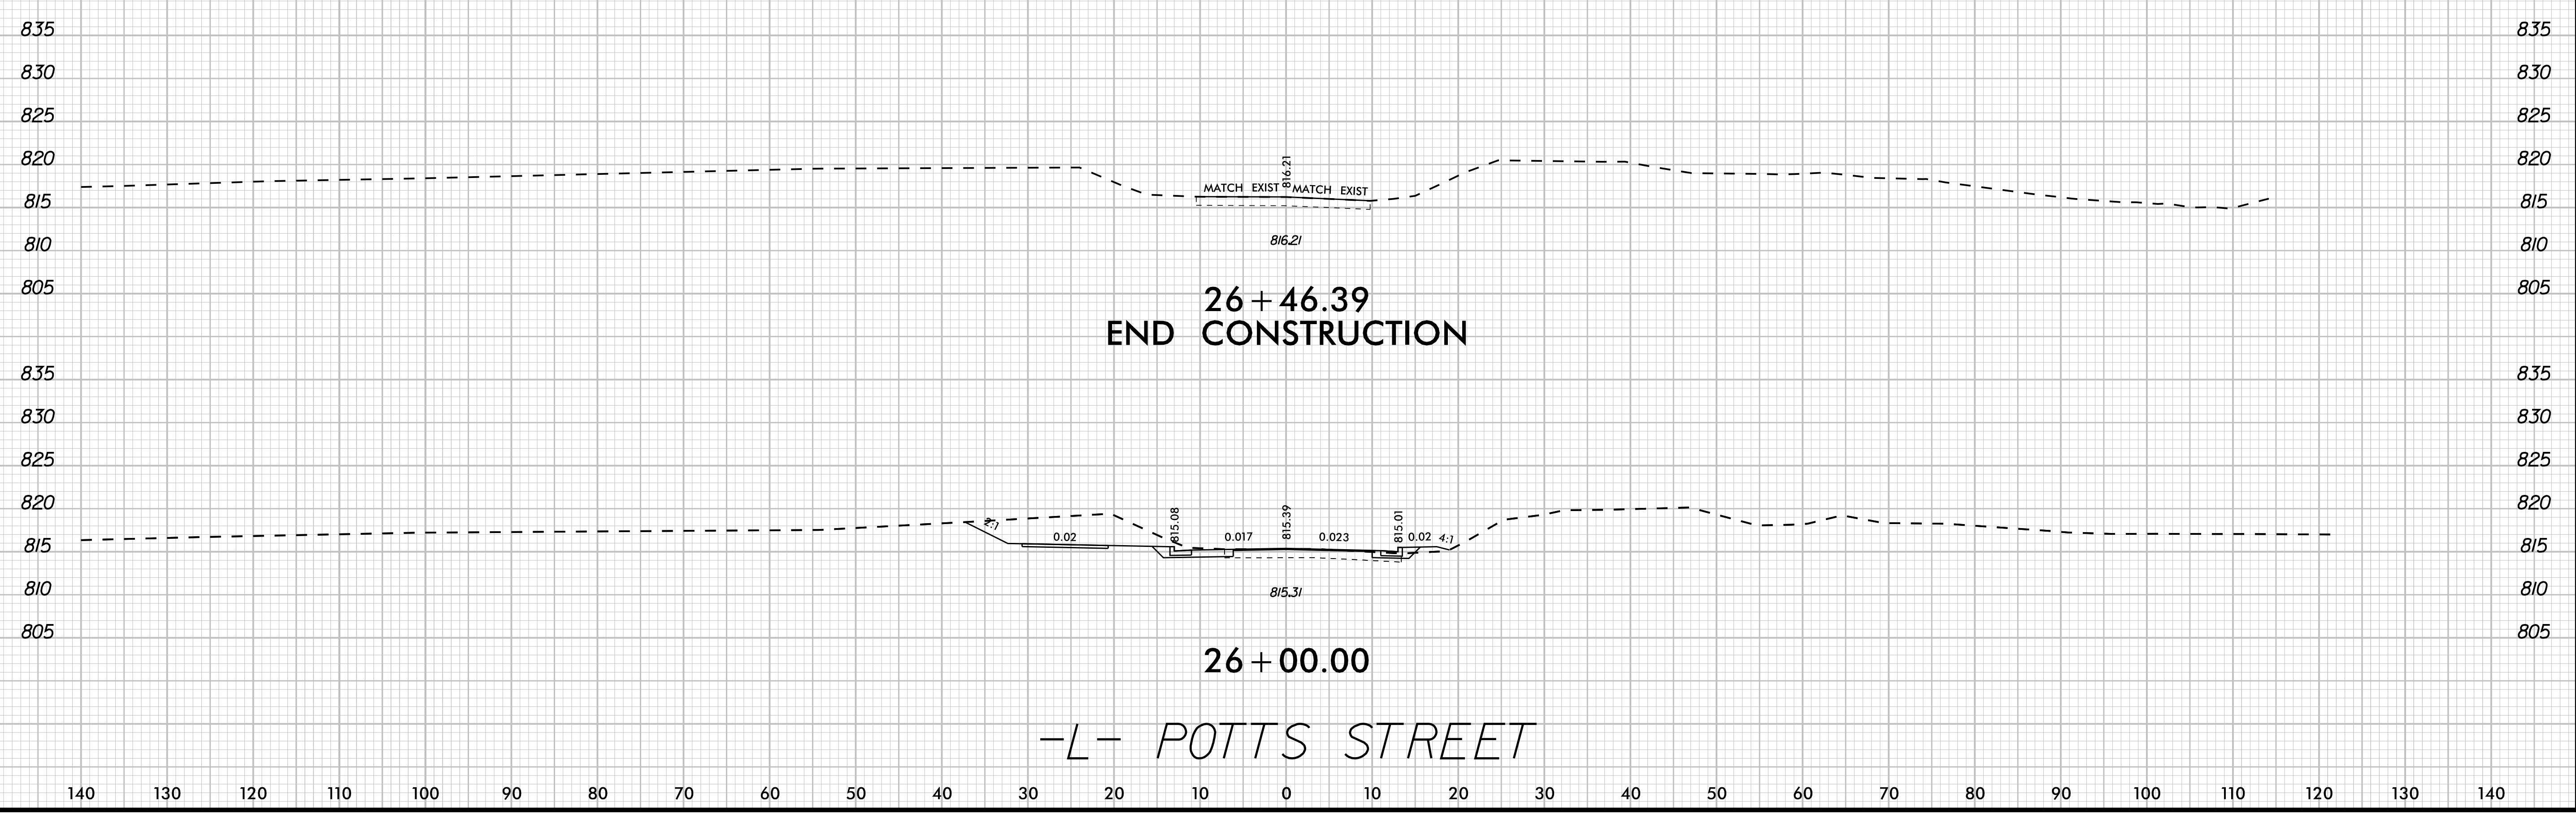 835 835
830 830
825 825
820 816.21 820
MATCH EXIST MATCH EXIST
815 815
810 816.21 810
805 805
26+46.39
END CONSTRUCTION
835 835
830 830
825 825
820 820
2:1 815.08 815.39 815.01
0.02 0.017 0.023 0.02 4:1
815 815
810 815.31 810
805 805
26+00.00
-L- POTTS STREET
140 130 120 110 100 90 80 70 60 50 40 30 20 10 0 10 20 30 40 50 60 70 80 90 100 110 120 130 140